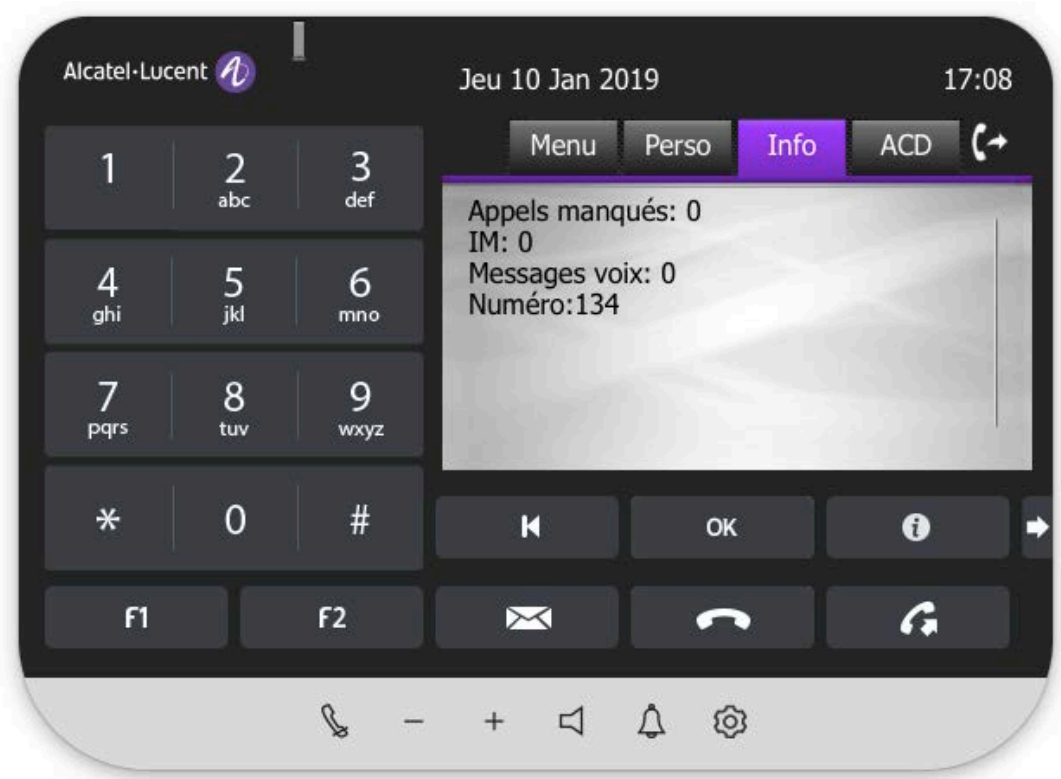 Alcatel·Lucent
Jeu 10 Jan 2019 17:08
Menu Perso Info ACD
Appels manqués: 0
IM: 0
Messages voix: 0
Numéro:134
1 2 3
abc def
4 5 6
ghi jkl mno
7 8 9
pqrs tuv wxyz
* 0 #
OK
F1 F2